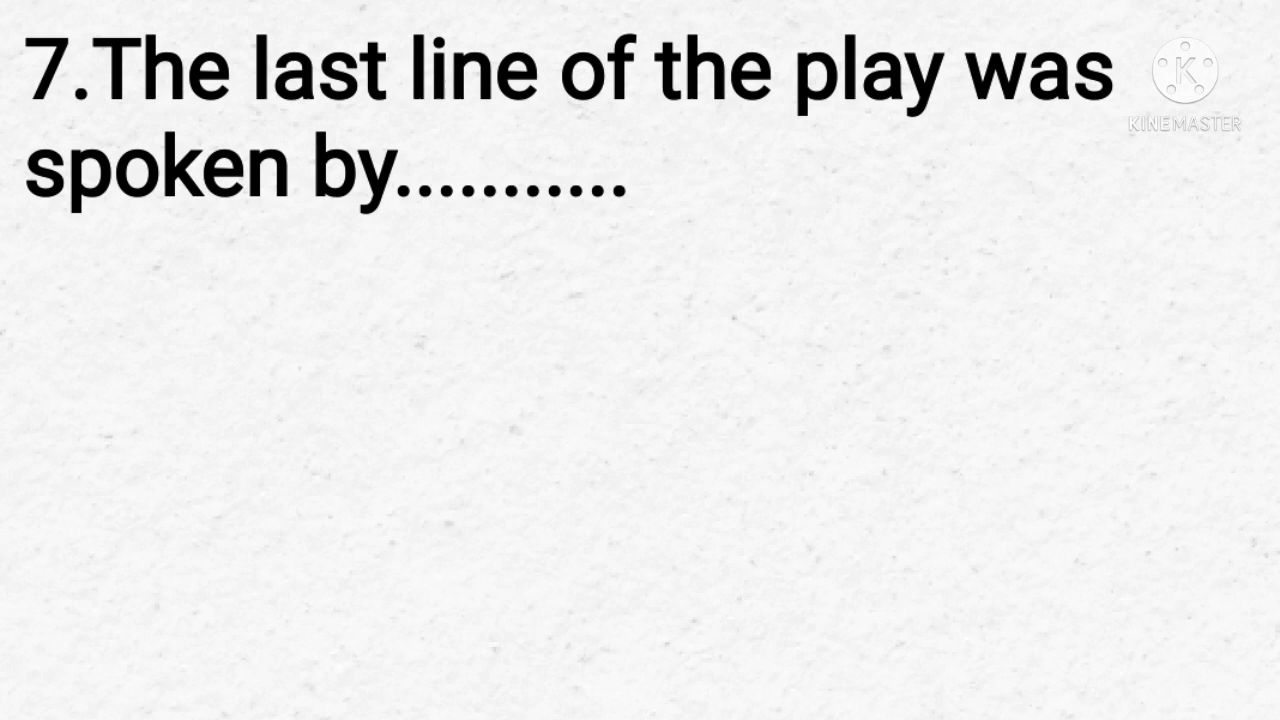 7.The last line of the play was
spoken by...........
K
KINEMASTER